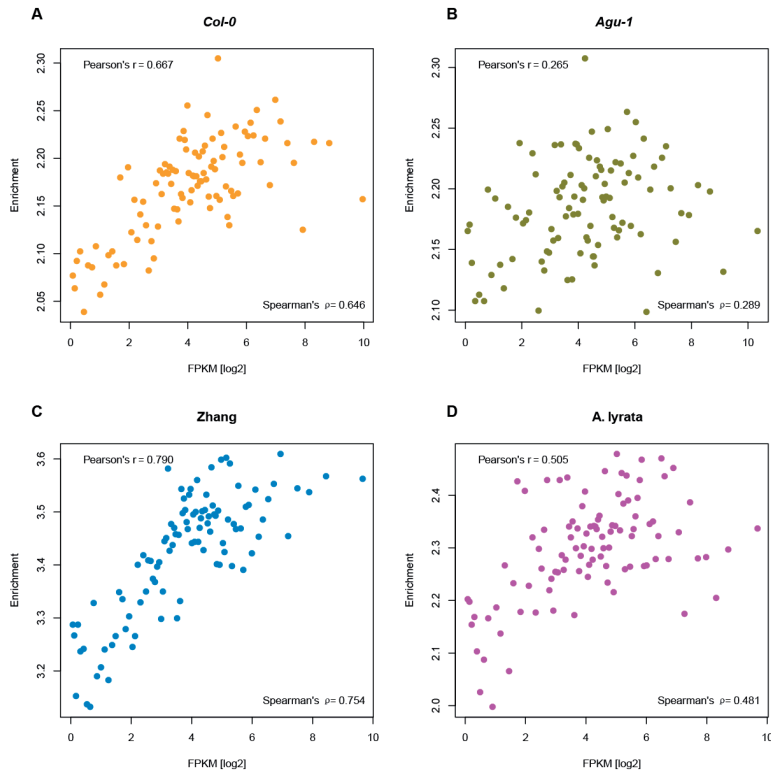 A
Col-0
Pearson's r = 0.667
Enrichment
2.05 2.10 2.15 2.20 2.25 2.30
Spearman's ρ= 0.646
0 2 4 6 8 10
FPKM [log2]
B
Agu-1
Pearson's r = 0.265
Enrichment
2.10 2.15 2.20 2.25 2.30
Spearman's ρ= 0.289
0 2 4 6 8 10
FPKM [log2]
C
Zhang
Pearson's r = 0.790
Enrichment
3.2 3.3 3.4 3.5 3.6
Spearman's ρ= 0.754
0 2 4 6 8 10
FPKM [log2]
D
A. lyrata
Pearson's r = 0.505
Enrichment
2.0 2.1 2.2 2.3 2.4
Spearman's ρ= 0.481
0 2 4 6 8 10
FPKM [log2]